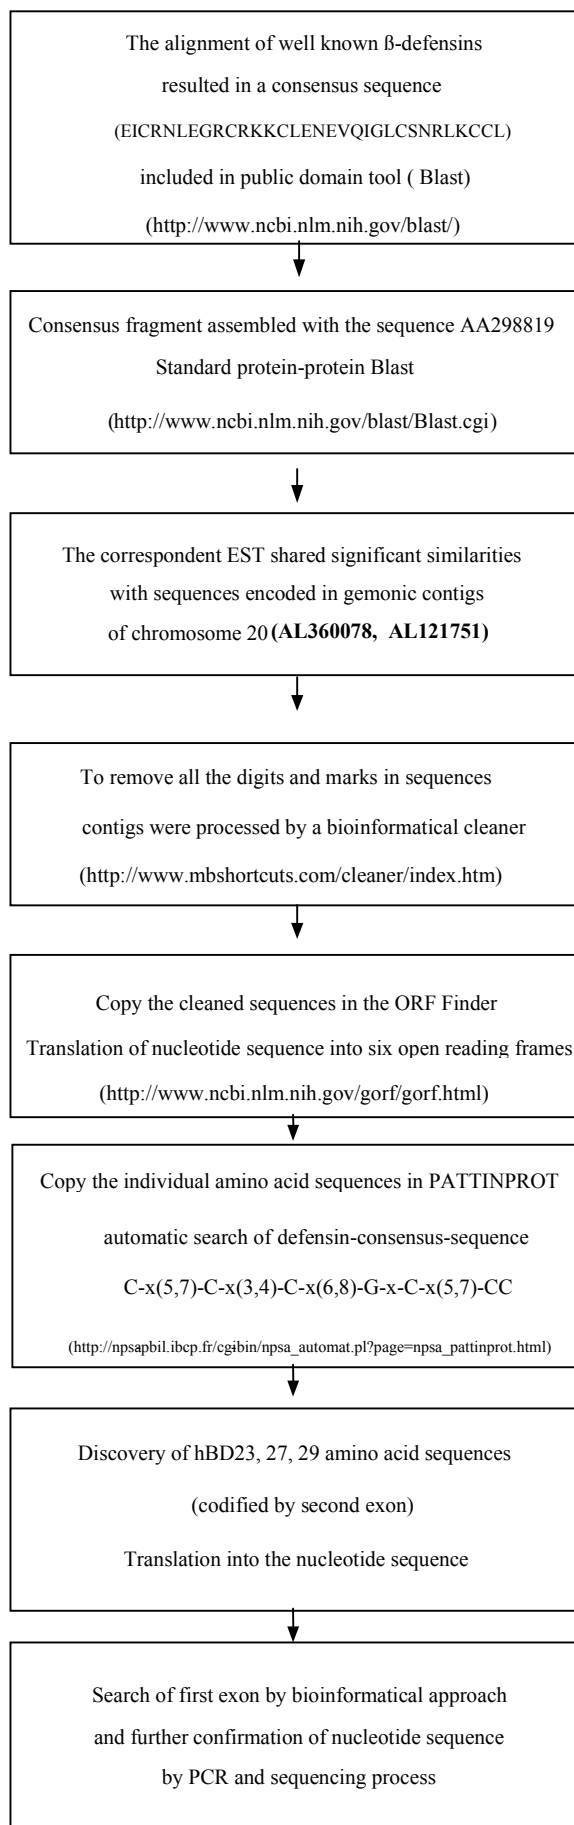 The alignment of well known ß-defensins
resulted in a consensus sequence
(EICRNLEGRCRKKCLENEVQIGLCSNRLKCCL)
included in public domain tool ( Blast)
(http://www.ncbi.nlm.nih.gov/blast/)
Consensus fragment assembled with the sequence AA298819
Standard protein-protein Blast
(http://www.ncbi.nlm.nih.gov/blast/Blast.cgi)
The correspondent EST shared significant similarities
with sequences encoded in gemonic contigs
of chromosome 20 (AL360078, AL121751)
To remove all the digits and marks in sequences
contigs were processed by a bioinformatical cleaner
(http://www.mbshortcuts.com/cleaner/index.htm)
Copy the cleaned sequences in the ORF Finder
Translation of nucleotide sequence into six open reading frames
(http://www.ncbi.nlm.nih.gov/gorf/gorf.html)
Copy the individual amino acid sequences in PATTINPROT
automatic search of defensin-consensus-sequence
C-x(5,7)-C-x(3,4)-C-x(6,8)-G-x-C-x(5,7)-CC
(http://npsa-pbil.ibcp.fr/cgi-bin/npsa_automat.pl?page=npsa_pattinprot.html)
Discovery of hBD23, 27, 29 amino acid sequences
(codified by second exon)
Translation into the nucleotide sequence
Search of first exon by bioinformatical approach
and further confirmation of nucleotide sequence
by PCR and sequencing process